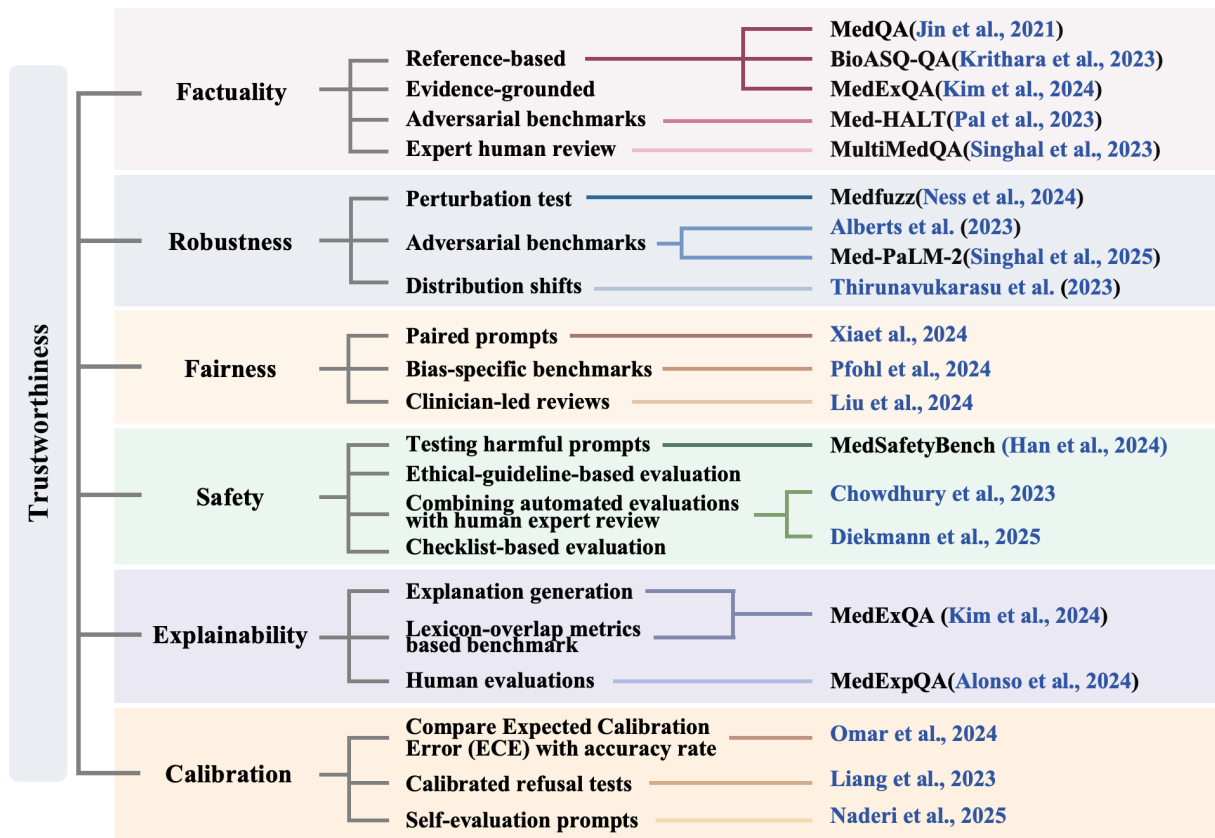 Trustworthiness
Factuality
Reference-based
Evidence-grounded
Adversarial benchmarks
Expert human review
MedQA(Jin et al., 2021)
BioASQ-QA(Krithara et al., 2023)
MedExQA(Kim et al., 2024)
Med-HALT(Pal et al., 2023)
MultiMedQA(Singhal et al., 2023)
Robustness
Perturbation test
Adversarial benchmarks
Distribution shifts
Medfuzz(Ness et al., 2024)
Alberts et al. (2023)
Med-PaLM-2(Singhal et al., 2025)
Thirunavukarasu et al. (2023)
Fairness
Paired prompts
Bias-specific benchmarks
Clinician-led reviews
Xiaet al., 2024
Pfohl et al., 2024
Liu et al., 2024
Safety
Testing harmful prompts
Ethical-guideline-based evaluation
Combining automated evaluations
with human expert review
Checklist-based evaluation
MedSafetyBench (Han et al., 2024)
Chowdhury et al., 2023
Diekmann et al., 2025
Explainability
Explanation generation
Lexicon-overlap metrics
based benchmark
Human evaluations
MedExQA (Kim et al., 2024)
MedExpQA(Alonso et al., 2024)
Calibration
Compare Expected Calibration
Error (ECE) with accuracy rate
Calibrated refusal tests
Self-evaluation prompts
Omar et al., 2024
Liang et al., 2023
Naderi et al., 2025